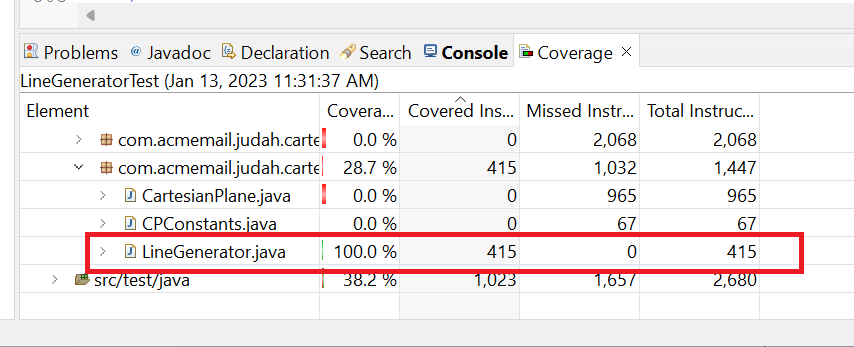 Problems Javadoc Declaration Search Console Coverage
LineGeneratorTest (Jan 13, 2023 11:31:37 AM)
Element Covera... Covered Ins... Missed Instr... Total Instruc...
com.acmemail.judah.carte 0.0 % 0 2,068 2,068
com.acmemail.judah.carte 28.7 % 415 1,032 1,447
CartesianPlane.java 0.0 % 0 965 965
CPConstants.java 0.0 % 0 67 67
LineGenerator.java 100.0 % 415 0 415
src/test/java 38.2 % 1,023 1,657 2,680